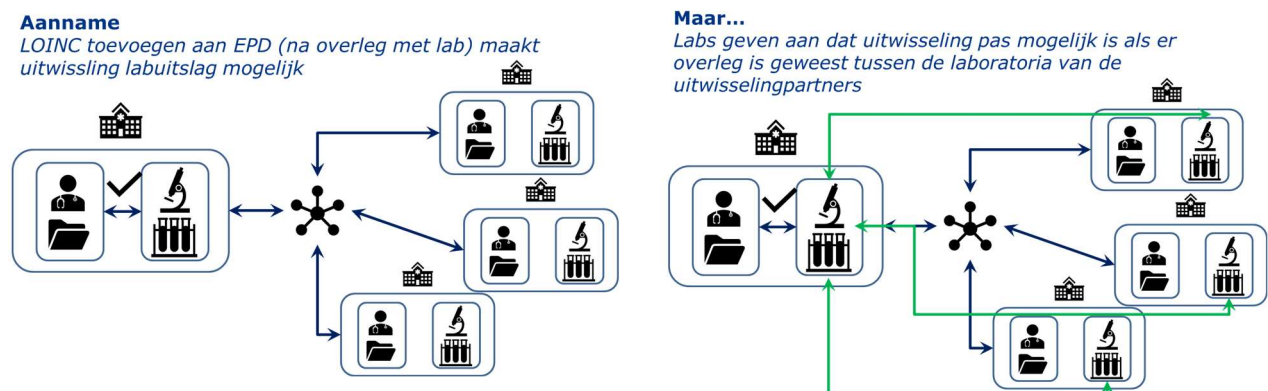 Aanname
LOINC toevoegen aan EPD (na overleg met lab) maakt
uitwissling labuitslag mogelijk
Maar...
Labs geven aan dat uitwisseling pas mogelijk is als er
overleg is geweest tussen de laboratoria van de
uitwisselingpartners